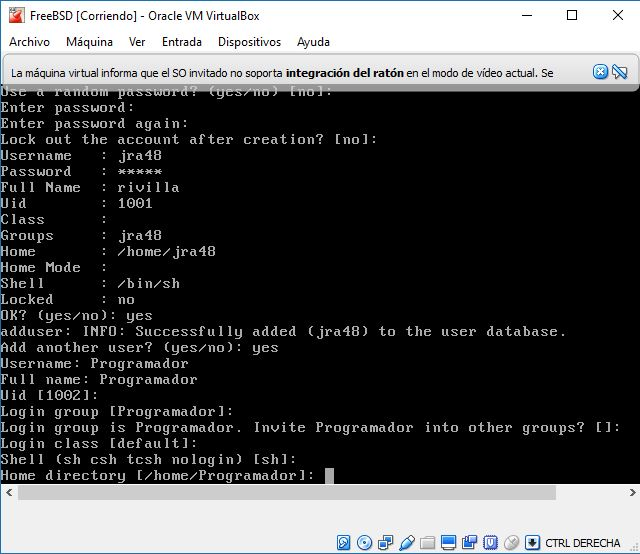 FreeBSD [Corriendo] - Oracle VM VirtualBox
Archivo Máquina Ver Entrada Dispositivos Ayuda
La máquina virtual informa que el SO invitado no soporta integración del ratón en el modo de vídeo actual. Se
Use a random password? (yes/no) [no]:
Enter password:
Enter password again:
Lock out the account after creation? [no]:
Username   : jra48
Password   : *****
Full Name  : rivilla
Uid        : 1001
Class      :
Groups     : jra48
Home       : /home/jra48
Home Mode  :
Shell      : /bin/sh
Locked     : no
OK? (yes/no): yes
adduser: INFO: Successfully added (jra48) to the user database.
Add another user? (yes/no): yes
Username: Programador
Full name: Programador
Uid [1002]:
Login group [Programador]:
Login group is Programador. Invite Programador into other groups? []:
Login class [default]:
Shell (sh csh tcsh nologin) [sh]:
Home directory [/home/Programador]:
CTRL DERECHA